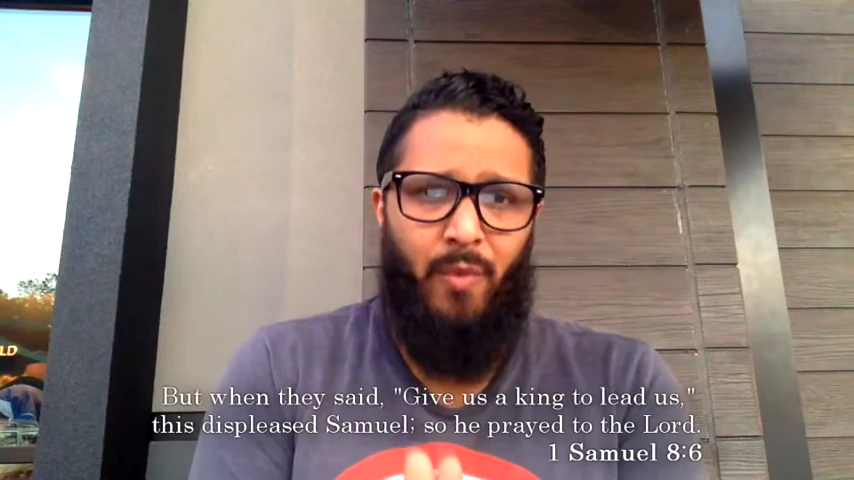 LD
But when they said, "Give us a king to lead us,"
this displeased Samuel; so he prayed to the Lord.
1 Samuel 8:6